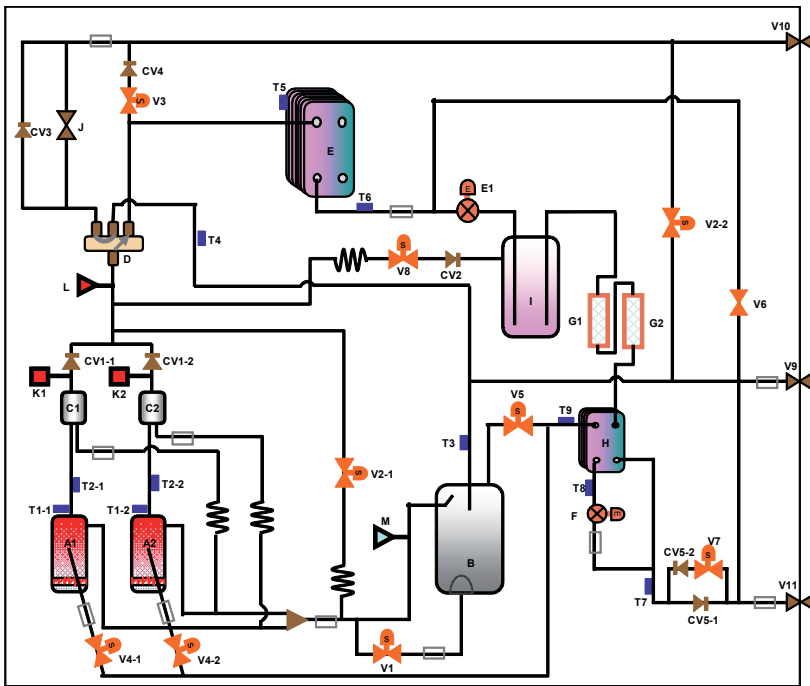 V10
CV4
T5
S
V3
CV3
J
E
E
E1
T6
T4
D
S
V2-2
S
V8
CV2
I
L
G1
G2
V6
CV1-1
CV1-2
K1
K2
C1
C2
V5
S
T9
V9
T3
H
T2-1
T2-2
S
V2-1
T8
T1-1
T1-2
M
F
E
A1
A2
B
CV5-2
V7
S
T7
CV5-1
V11
S
V4-1
S
V4-2
S
V1